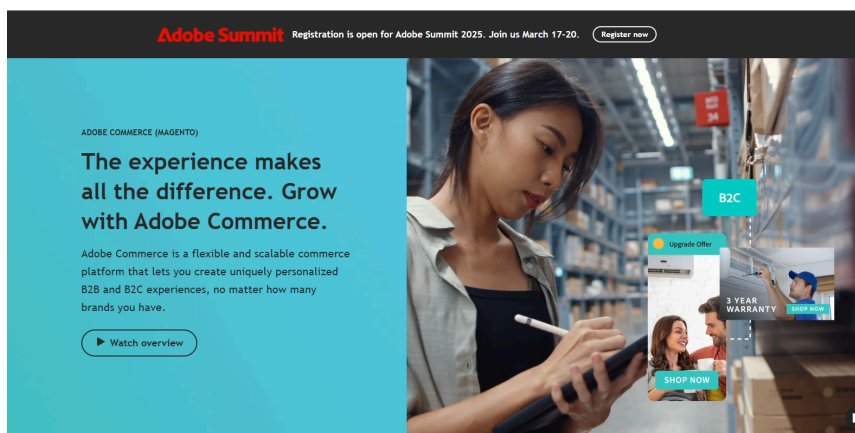 Adobe Summit Registration is open for Adobe Summit 2025. Join us March 17-20. Register now
ADOBE COMMERCE (MAGENTO)
The experience makes
all the difference. Grow
with Adobe Commerce.
Adobe Commerce is a flexible and scalable commerce
platform that lets you create uniquely personalized
B2B and B2C experiences, no matter how many
brands you have.
Watch overview
34
B2C
Upgrade Offer
3 YEAR
WARRANTY
SHOP NOW
SHOP NOW